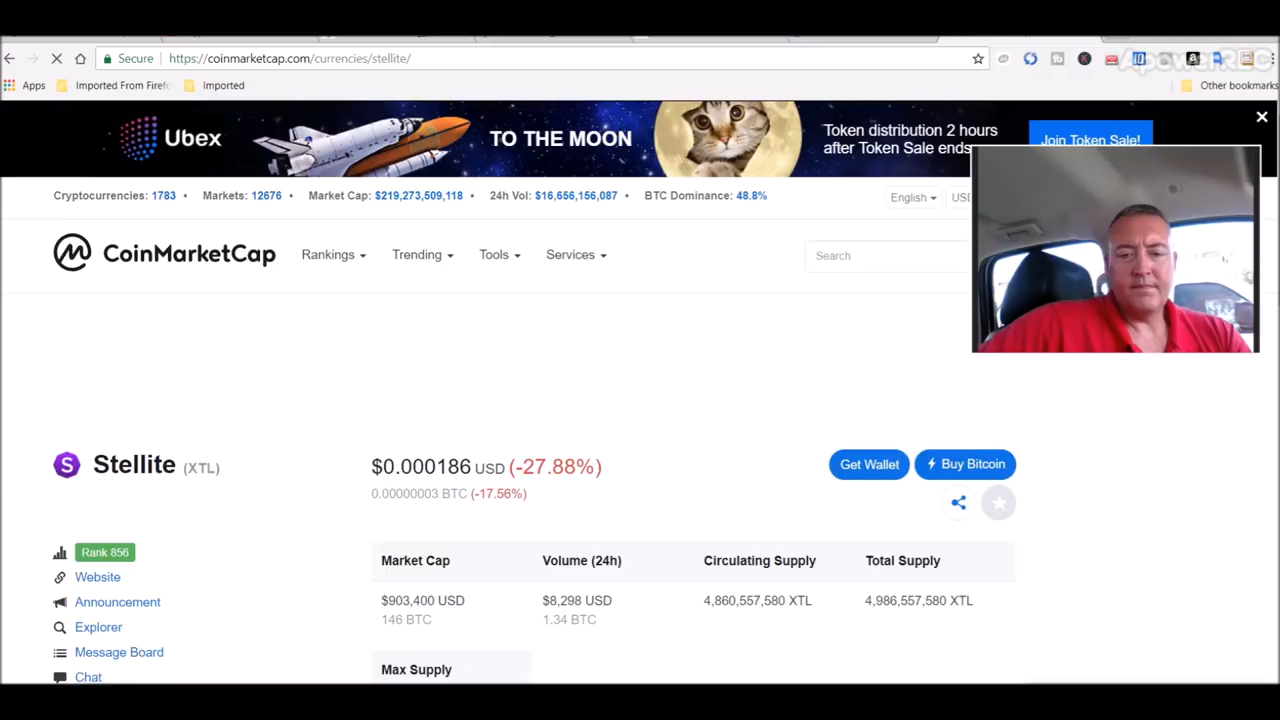 ApowerREC
Secure https://coinmarketcap.com/currencies/stellite/
Apps Imported From Firefo Imported Other bookmarks
Ubex TO THE MOON Token distribution 2 hours
after Token Sale ends
Join Token Sale!
Cryptocurrencies: 1783 • Markets: 12676 • Market Cap: $219,273,509,118 • 24h Vol: $16,656,156,087 • BTC Dominance: 48.8% English USD
CoinMarketCap Rankings Trending Tools Services Search
S Stellite (XTL) $0.000186 USD (-27.88%) Get Wallet Buy Bitcoin
0.00000003 BTC (-17.56%)
Rank 856
Website
Announcement
Explorer
Message Board
Chat
Market Cap Volume (24h) Circulating Supply Total Supply
$903,400 USD $8,298 USD 4,860,557,580 XTL 4,986,557,580 XTL
146 BTC 1.34 BTC
Max Supply